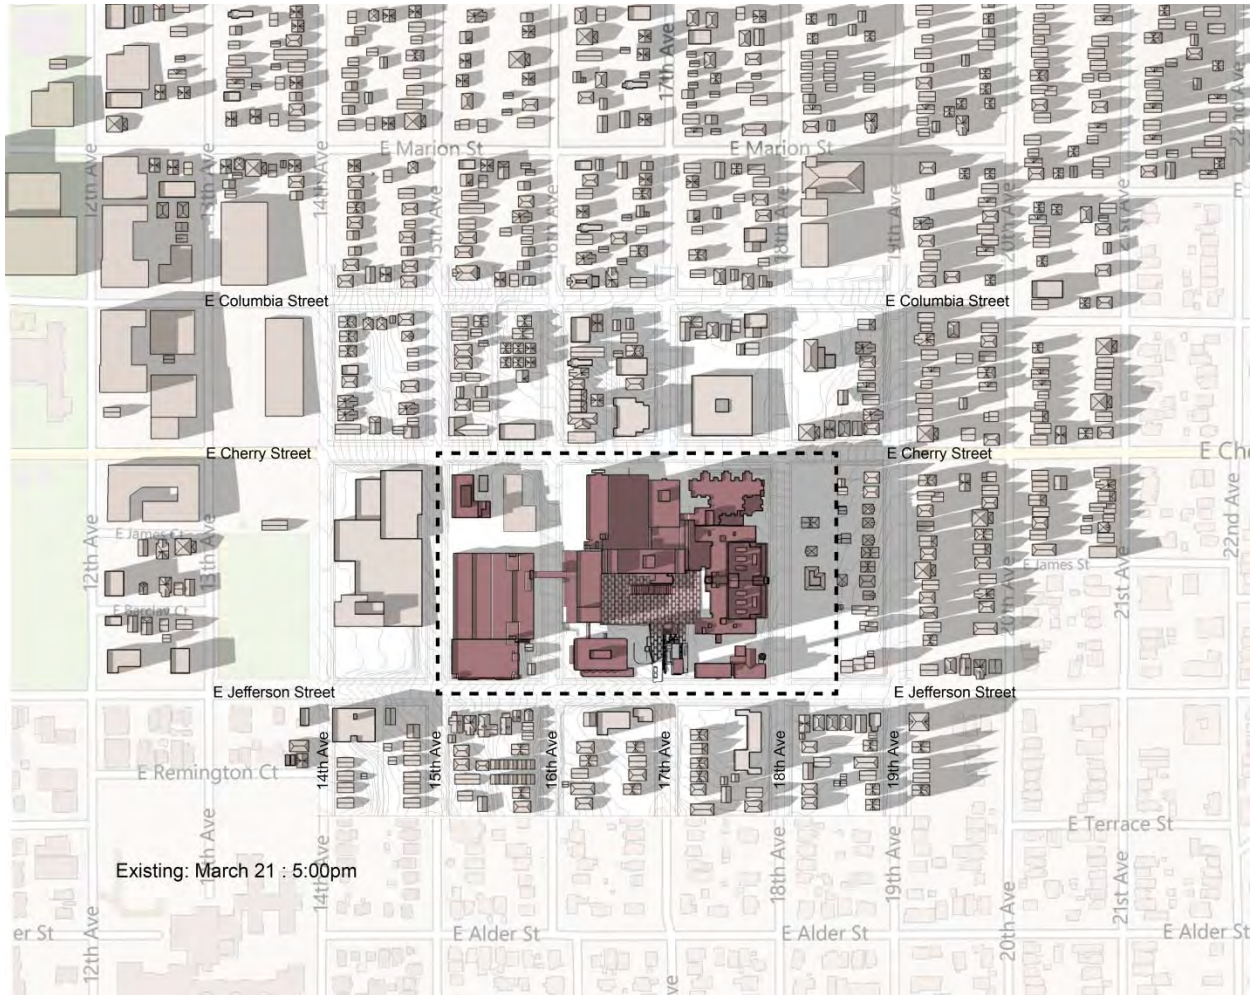 17th Ave
22nd Ave
E Marion St
E Marion St
12th Ave
13th Ave
14th Ave
15th Ave
16th Ave
18th Ave
19th Ave
20th Ave
21st Ave
E
E Columbia Street
E Columbia Street
E Cherry Street
E Cherry Street
E Che
12th Ave
E James Ct
13th Ave
E Barclay Ct
20th Ave
E James St
21st Ave
22nd Ave
E Jefferson Street
E Jefferson Street
E Remington Ct
14th Ave
15th Ave
16th Ave
17th Ave
18th Ave
19th Ave
E Terrace St
Existing: March 21 : 5:00pm
14th Ave
18th Ave
19th Ave
20th Ave
21st Ave
12th Ave
er St
E Alder St
E Alder St
E Alder St
Ave